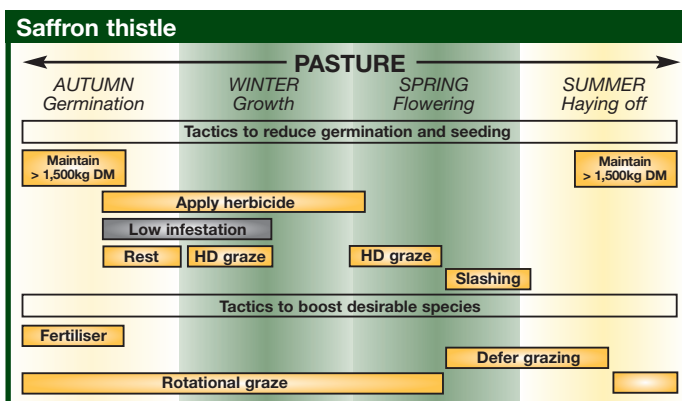 Saffron thistle
PASTURE
AUTUMN WINTER SPRING SUMMER
Germination Growth Flowering Haying off
Tactics to reduce germination and seeding
Maintain Maintain
> 1,500kg DM > 1,500kg DM
Apply herbicide
Low infestation
Rest HD graze HD graze
Slashing
Tactics to boost desirable species
Fertiliser
Defer grazing
Rotational graze